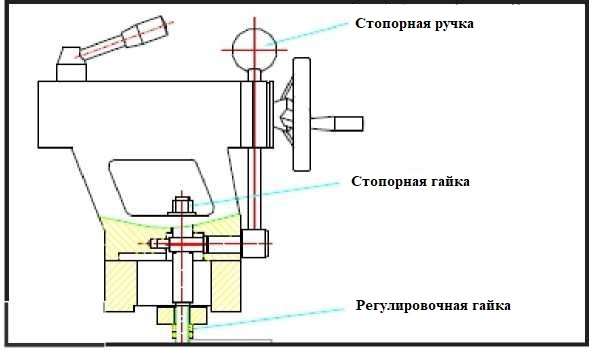 Стопорная ручка
Стопорная гайка
Регулировочная гайка